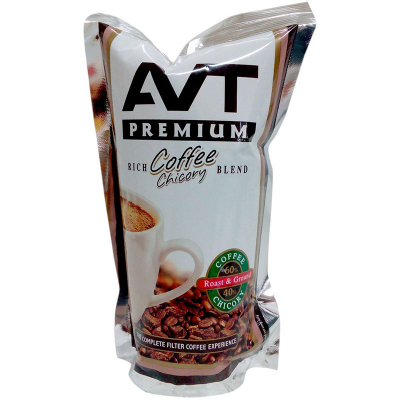 AVT
PREMIUM
RICH Coffee Chicory BLEND
COFFEE
60%
Roast & Ground
40%
CHICORY
COMPLETE FILTER COFFEE EXPERIENCE